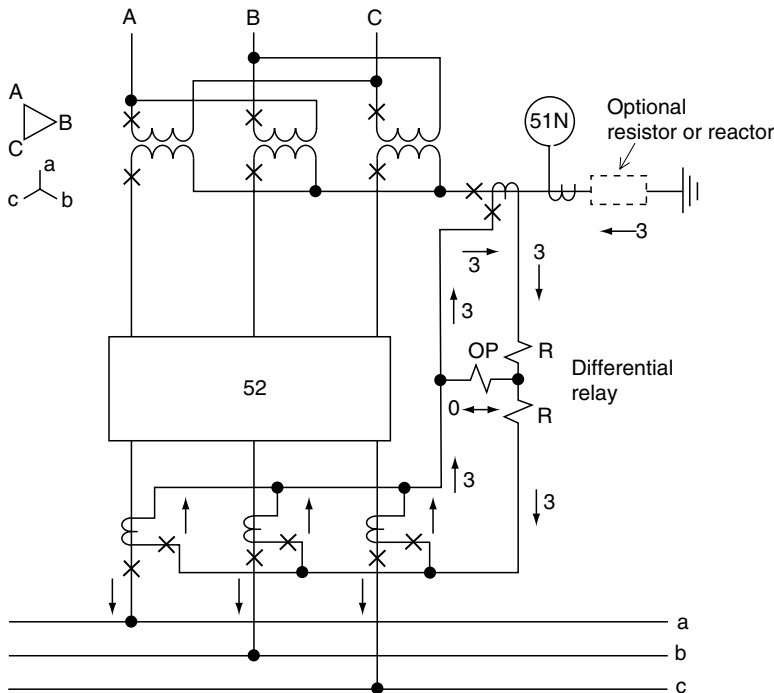 A B C
A
B
C
a
c b
51N
Optional
resistor or reactor
3
3
3
3
OP R
Differential
relay
52
0
R
3
3
a
b
c